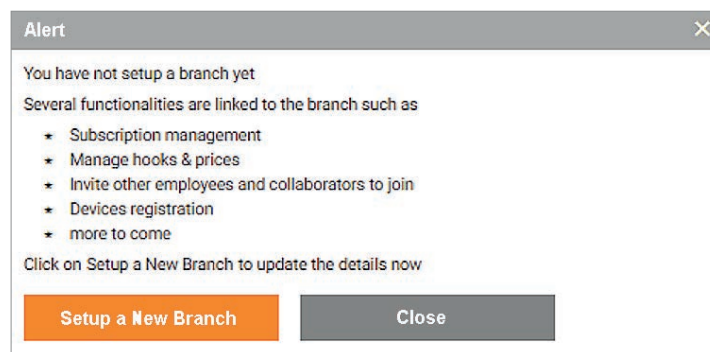 Alert
You have not setup a branch yet
Several functionalities are linked to the branch such as
★ Subscription management
★ Manage hooks & prices
★ Invite other employees and collaborators to join
★ Devices registration
★ more to come
Click on Setup a New Branch to update the details now
Setup a New Branch
Close